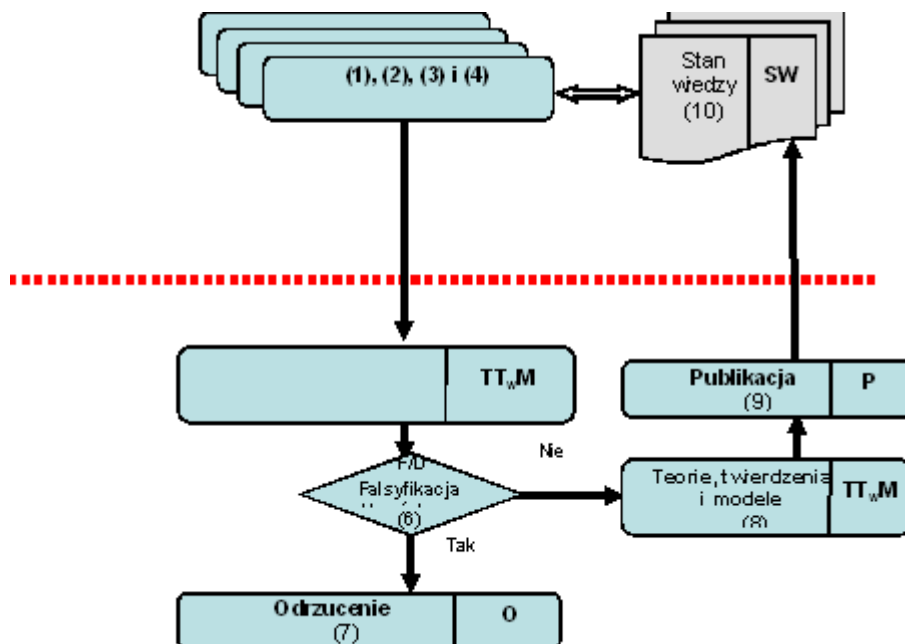 (1), (2), (3) i (4)
Stan
wiedzy
(10)
SW
TTwM
Publikacja
(9)
P
Nie
F/D
Falsyfikacja
(6)
Teorie, twierdzenia
i modele
(8)
TTwM
Tak
Odrzucenie
(7)
O